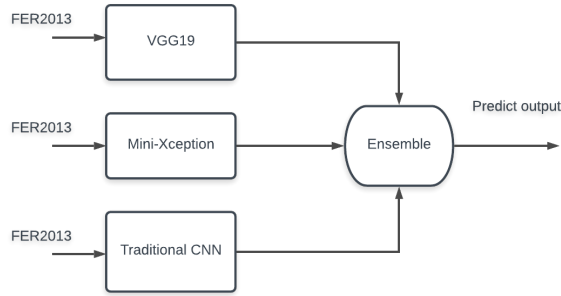 FER2013
VGG19
Predict output
FER2013
Mini-Xception
Ensemble
FER2013
Traditional CNN